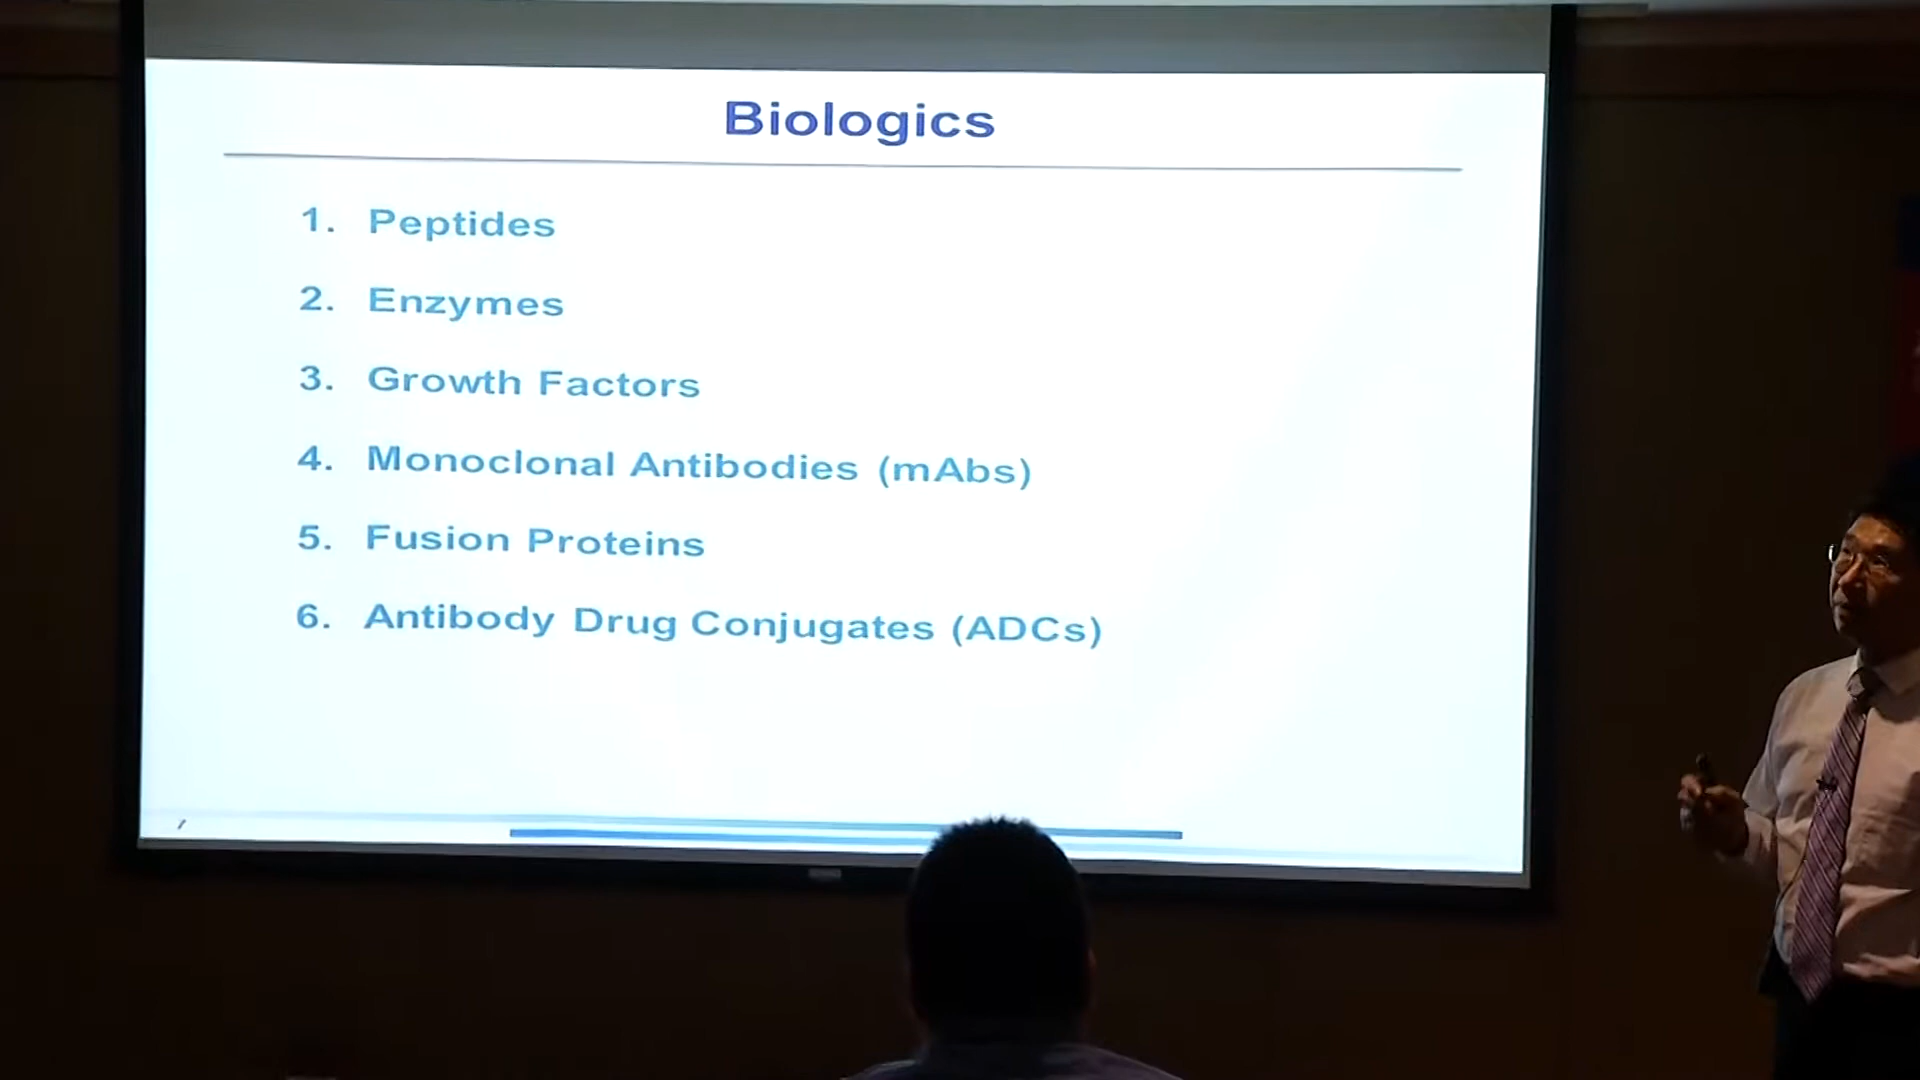 Biologics
1. Peptides
2. Enzymes
3. Growth Factors
4. Monoclonal Antibodies (mAbs)
5. Fusion Proteins
6. Antibody Drug Conjugates (ADCs)